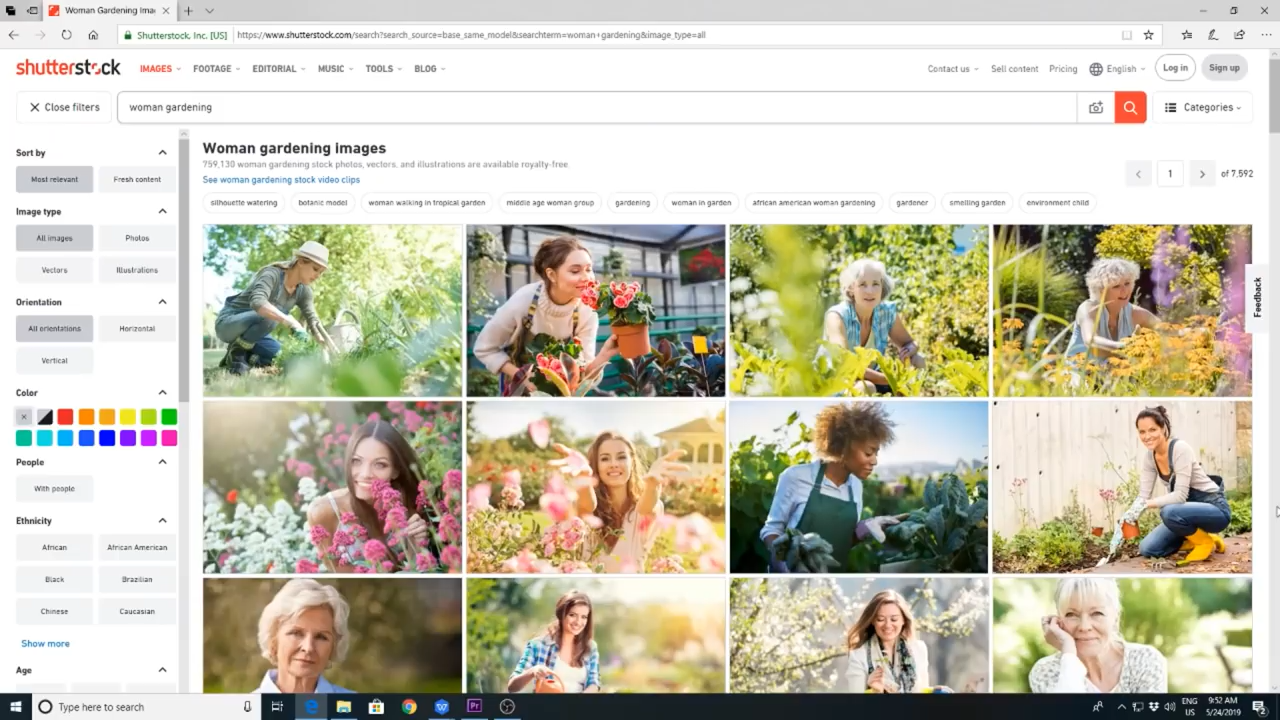 Woman Gardening Ima
Shutterstock, Inc. [US]
https://www.shutterstock.com/search?search_source=base_same_model&searchterm=woman+gardening&image_type=all
shutterstock
IMAGES
FOOTAGE
EDITORIAL
MUSIC
TOOLS
BLOG
Contact us
Sell content
Pricing
English
Log in
Sign up
Close filters
woman gardening
Categories
Sort by
Most relevant
Fresh content
Image type
All images
Photos
Vectors
Illustrations
Orientation
All orientations
Horizontal
Vertical
Color
People
With people
Ethnicity
African
African American
Black
Brazilian
Chinese
Caucasian
Show more
Age
Woman gardening images
759,130 woman gardening stock photos, vectors, and illustrations are available royalty-free.
See woman gardening stock video clips
1
of 7,592
silhouette watering
botanic model
woman walking in tropical garden
middle age woman group
gardening
woman in garden
african american woman gardening
gardener
smelling garden
environment child
Feedback
Type here to search
Pr
ENG
US
9:52 AM
5/24/2019
2